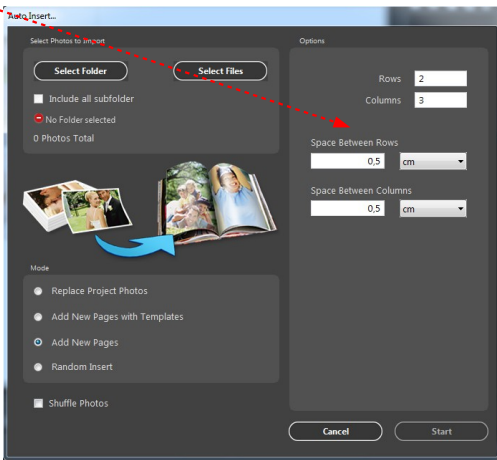 Auto Insert...
Select Photos to Import
Select Folder
Select Files
Include all subfolder
No Folder selected
0 Photos Total
Mode
Replace Project Photos
Add New Pages with Templates
Add New Pages
Random Insert
Shuffle Photos
Options
Rows 2
Columns 3
Space Between Rows
0,5 cm
Space Between Columns
0,5 cm
Cancel
Start